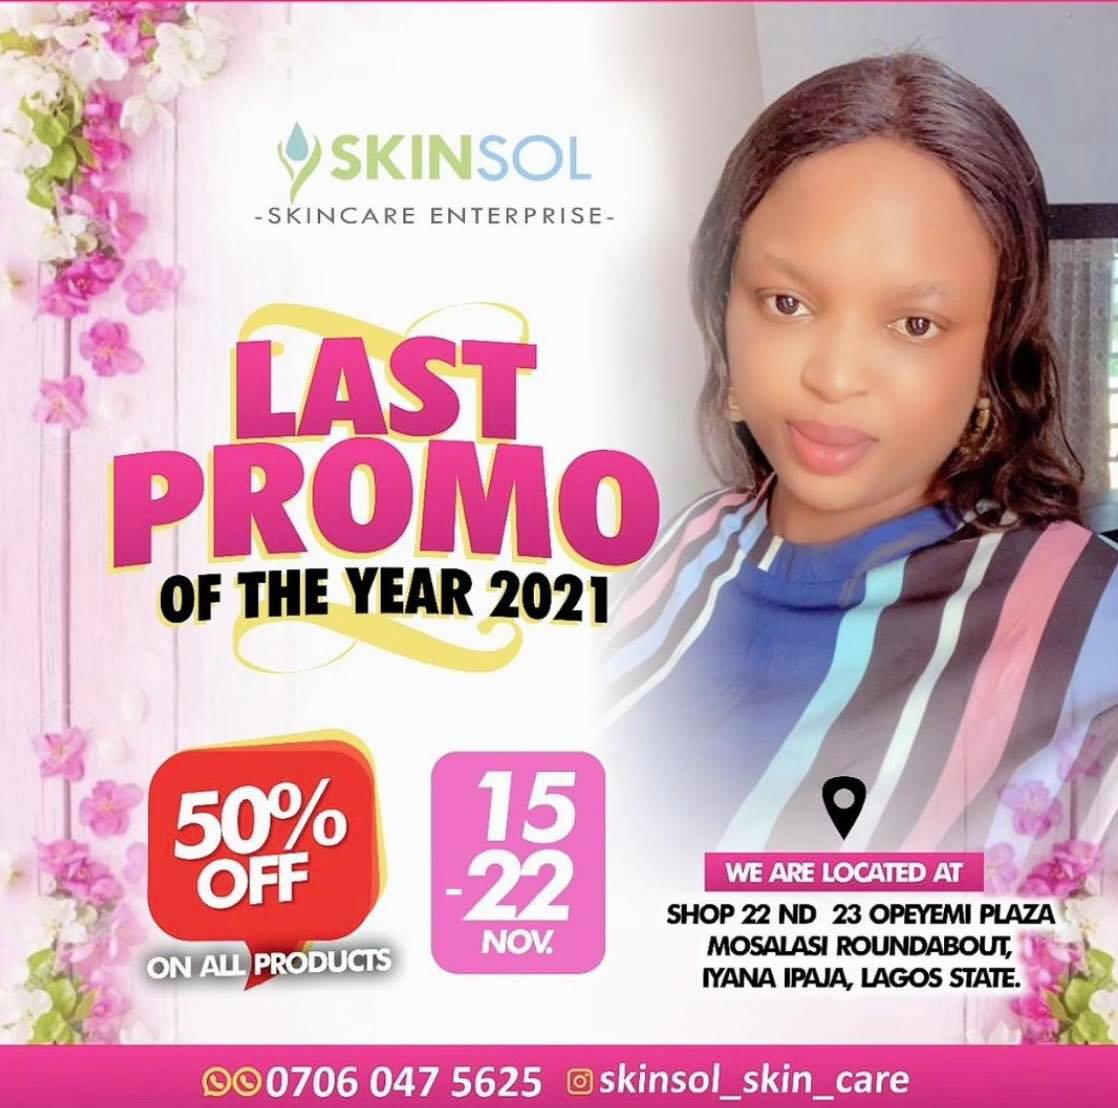 SKINSOL
-SKINCARE ENTERPRISE-
LAST
PROMO
OF THE YEAR 2021
50%
OFF
ON ALL PRODUCTS
15
-22
NOV.
WE ARE LOCATED AT
SHOP 22 ND 23 OPEYEMI PLAZA
MOSALASI ROUNDABOUT,
IYANA IPAJA, LAGOS STATE.
0706 047 5625 skinsol_skin_care